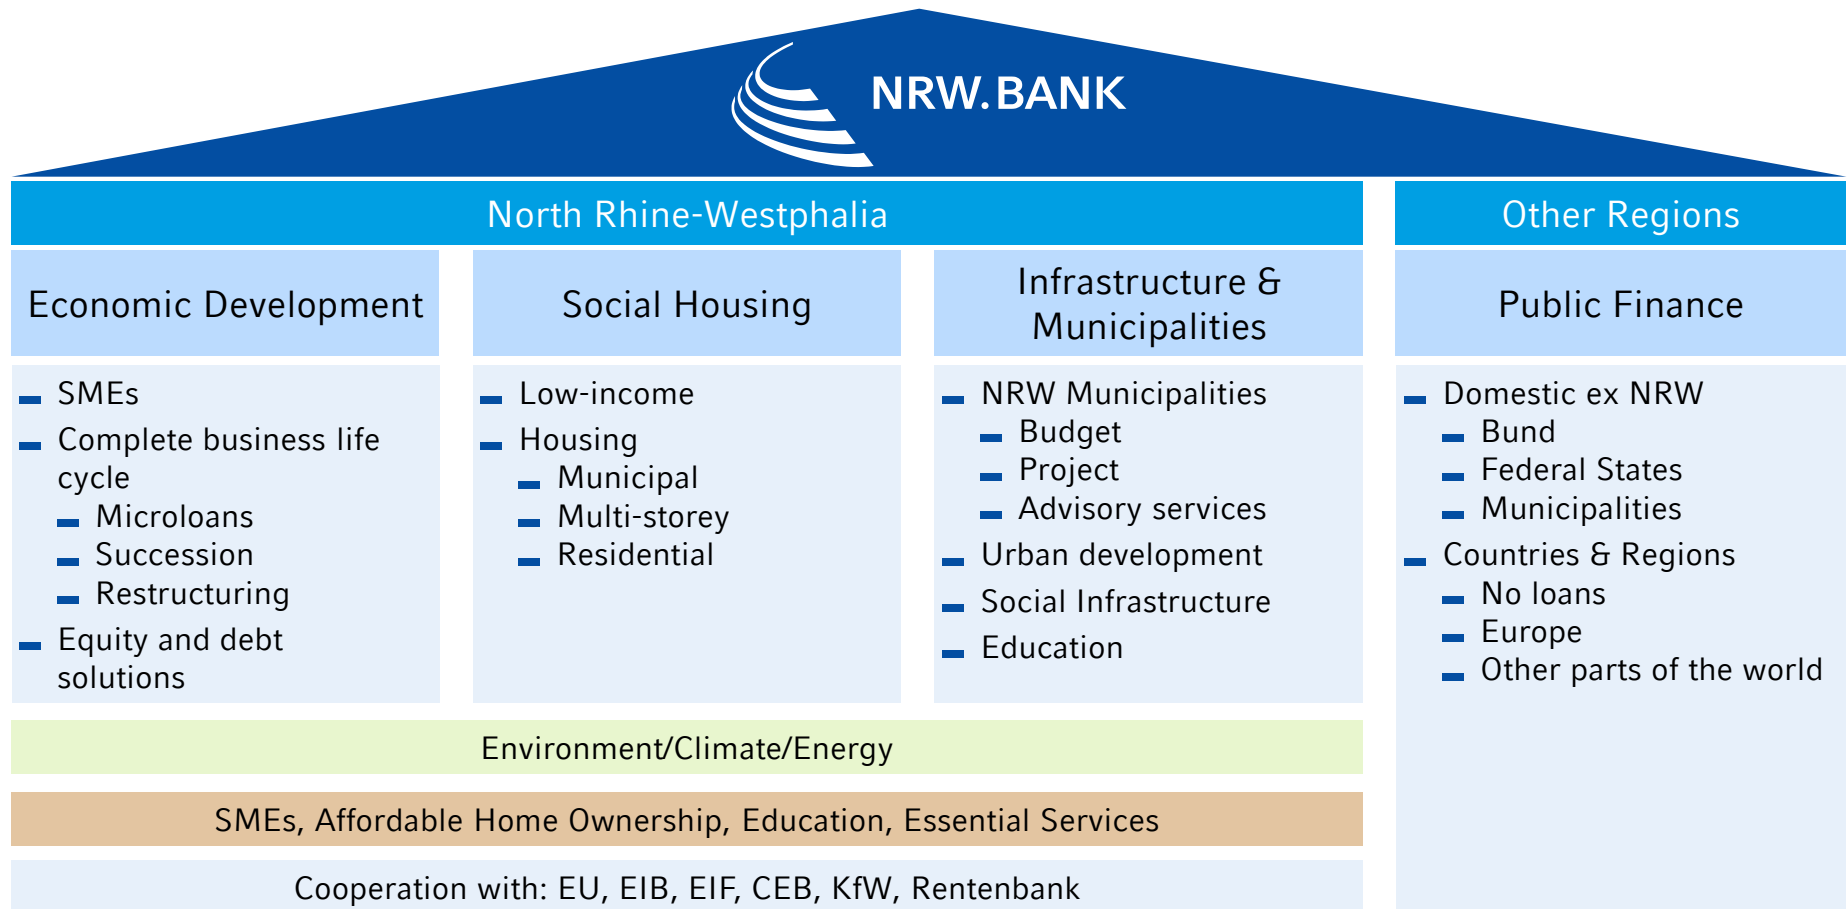 NRW.BANK
North Rhine-Westphalia
Other Regions
Economic Development
Social Housing
Infrastructure &
Municipalities
Public Finance
SMEs
Complete business life
cycle
Microloans
Succession
Restructuring
Equity and debt
solutions
Low-income
Housing
Municipal
Multi-storey
Residential
NRW Municipalities
Budget
Project
Advisory services
Urban development
Social Infrastructure
Education
Domestic ex NRW
Bund
Federal States
Municipalities
Countries & Regions
No loans
Europe
Other parts of the world
Environment/Climate/Energy
SMEs, Affordable Home Ownership, Education, Essential Services
Cooperation with: EU, EIB, EIF, CEB, KfW, Rentenbank